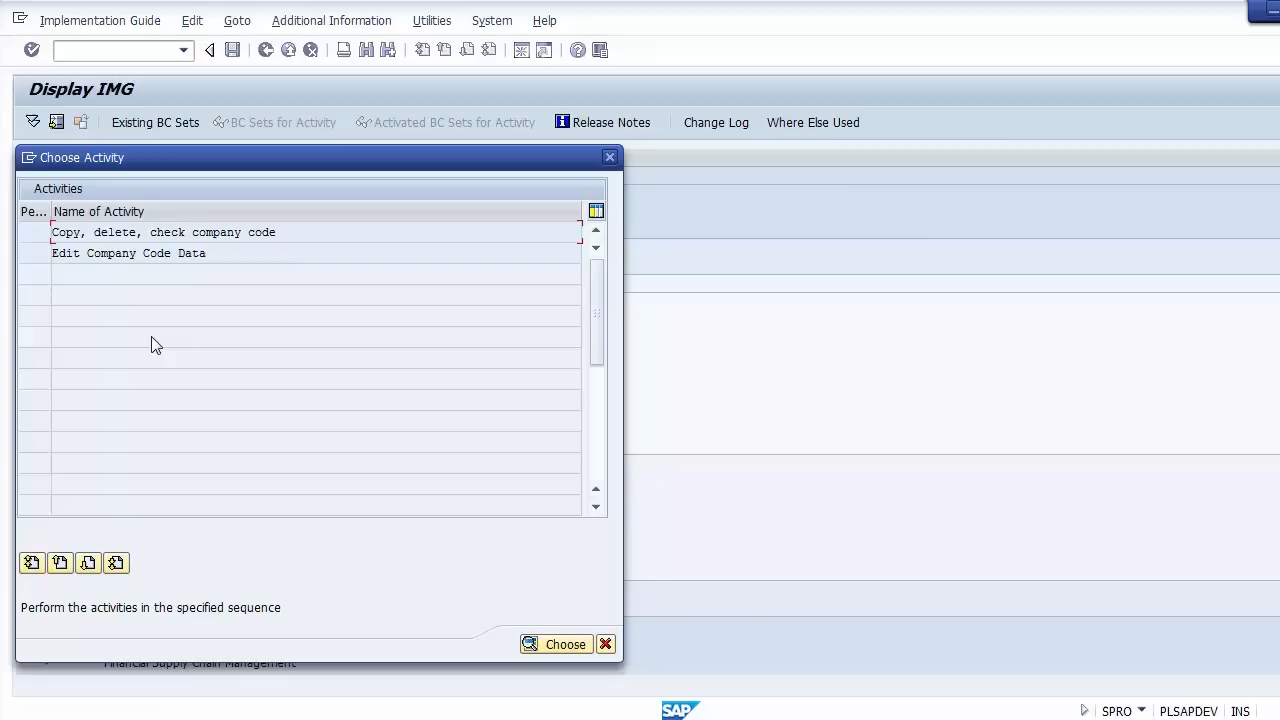 Implementation Guide Edit Goto Additional Information Utilities System Help
Display IMG
Existing BC Sets BC Sets for Activity Activated BC Sets for Activity Release Notes Change Log Where Else Used
Choose Activity
Activities
Pe... Name of Activity
Copy, delete, check company code
Edit Company Code Data
Perform the activities in the specified sequence
Choose
Financial Supply Chain Management
SAP SPRO PLSAPDEV INS